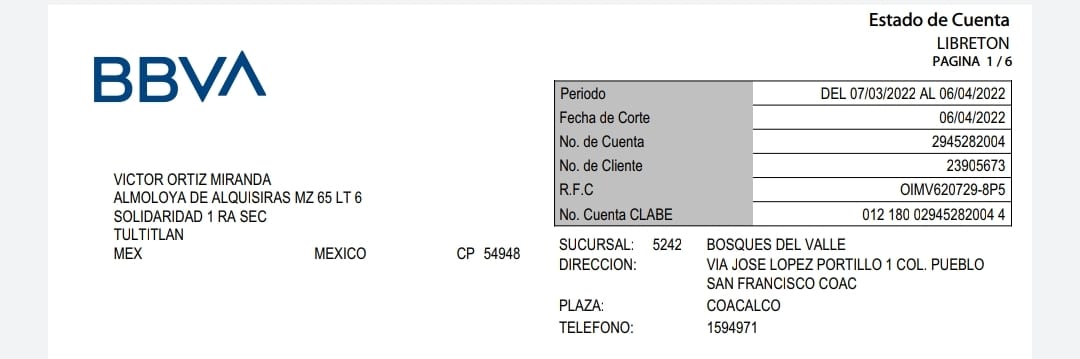 Estado de Cuenta
LIBRETON
PAGINA 1 / 6
BBVA
Periodo DEL 07/03/2022 AL 06/04/2022
Fecha de Corte 06/04/2022
No. de Cuenta 2945282004
No. de Cliente 23905673
R.F.C OIMV620729-8P5
No. Cuenta CLABE 012 180 02945282004 4
VICTOR ORTIZ MIRANDA
ALMOLOYA DE ALQUISIRAS MZ 65 LT 6
SOLIDARIDAD 1 RA SEC
TULTITLAN
MEX MEXICO CP 54948
SUCURSAL: 5242 BOSQUES DEL VALLE
DIRECCION: VIA JOSE LOPEZ PORTILLO 1 COL. PUEBLO
SAN FRANCISCO COAC
PLAZA: COACALCO
TELEFONO: 1594971